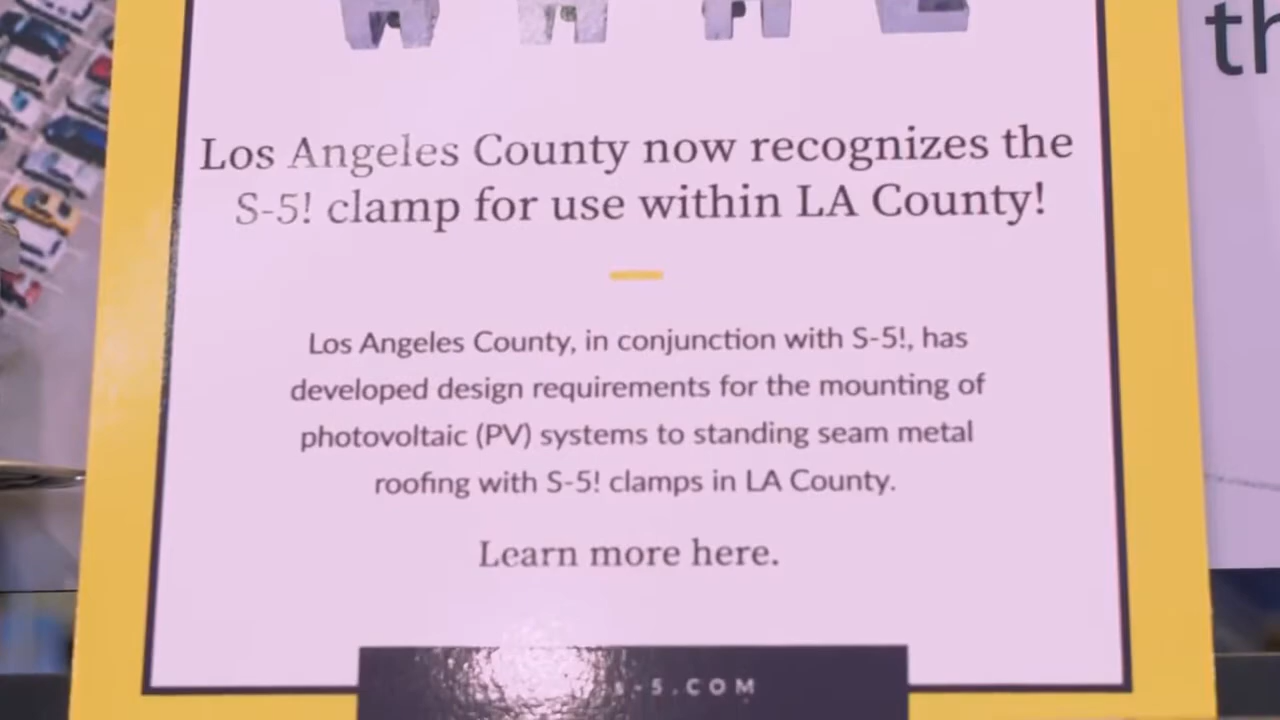 Los Angeles County now recognizes the
S-5! clamp for use within LA County!
Los Angeles County, in conjunction with S-5!, has
developed design requirements for the mounting of
photovoltaic (PV) systems to standing seam metal
roofing with S-5! clamps in LA County.
Learn more here.
S-5.COM
th